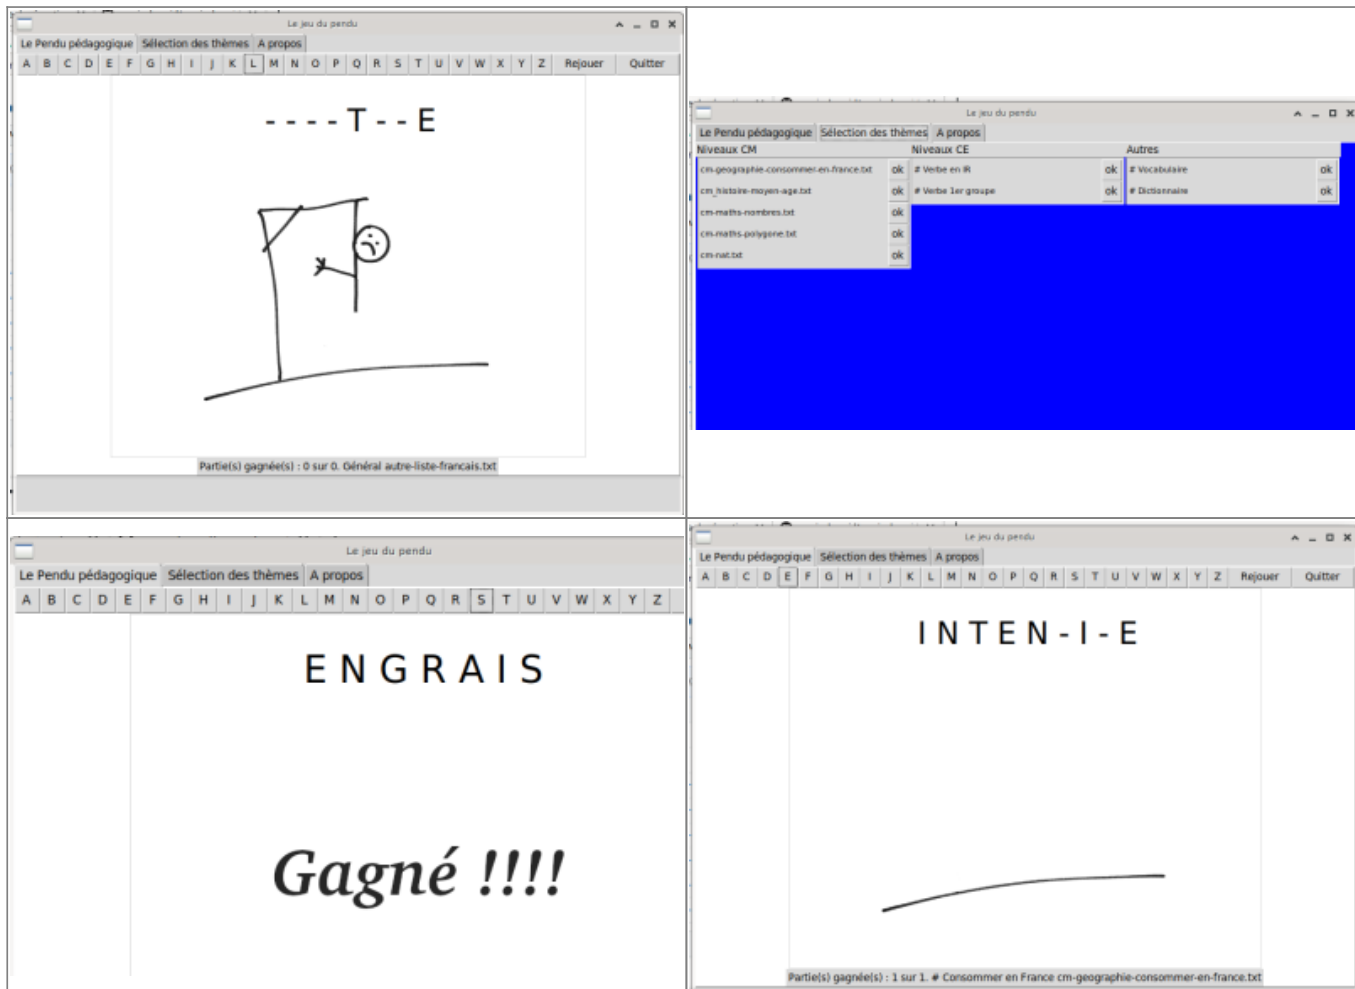 Le jeu du pendu
Le Pendu pédagogique Sélection des thèmes A propos
A B C D E F G H I J K L M N O P Q R S T U V W X Y Z Rejouer Quitter
- - - - T - - E
Partie(s) gagnée(s) : 0 sur 0. Général autre-liste-francais.txt
Le jeu du pendu
Le Pendu pédagogique Sélection des thèmes A propos
Niveaux CM Niveaux CE Autres
cm-geographie-consommer-en-france.txt ok # Verbe en IR ok # Vocabulaire ok
cm_histoire-moyen-age.txt ok # Verbe 1er groupe ok # Dictionnaire ok
cm-maths-nombres.txt ok
cm-maths-polygone.txt ok
cm-nat.txt ok
Le jeu du pendu
Le Pendu pédagogique Sélection des thèmes A propos
A B C D E F G H I J K L M N O P Q R S T U V W X Y Z
E N G R A I S
Gagné !!!!
Le jeu du pendu
Le Pendu pédagogique Sélection des thèmes A propos
A B C D E F G H I J K L M N O P Q R S T U V W X Y Z Rejouer Quitter
I N T E N - I - E
Partie(s) gagnée(s) : 1 sur 1. # Consommer en France cm-geographie-consommer-en-france.txt